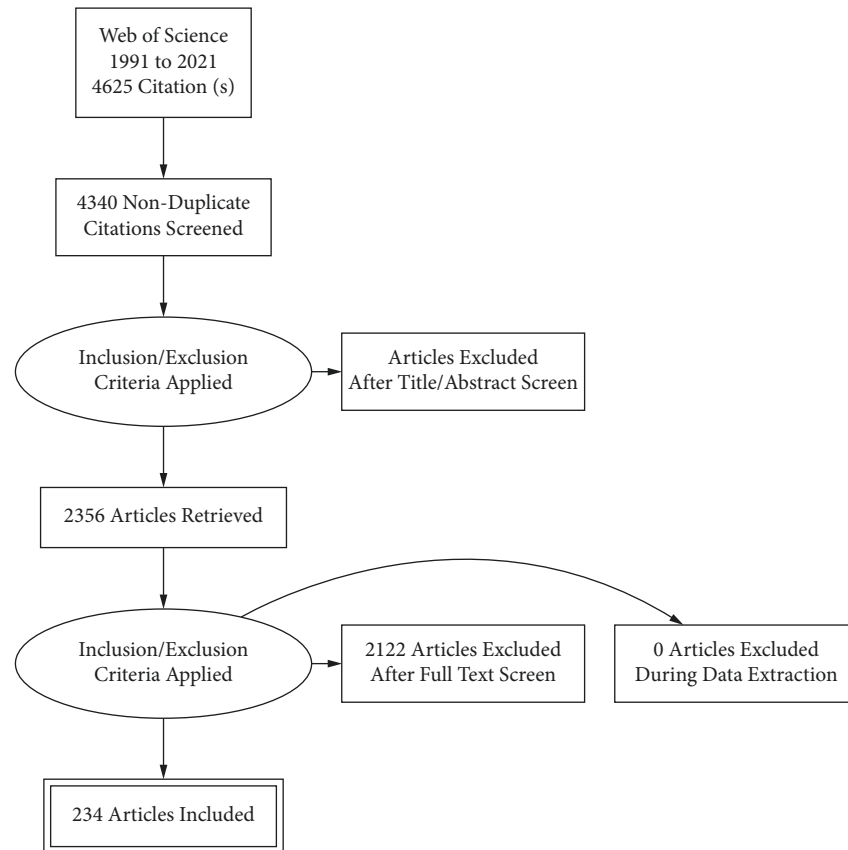 Web of Science
1991 to 2021
4625 Citation (s)
4340 Non-Duplicate
Citations Screened
Inclusion/Exclusion
Criteria Applied
Articles Excluded
After Title/Abstract Screen
2356 Articles Retrieved
Inclusion/Exclusion
Criteria Applied
2122 Articles Excluded
After Full Text Screen
0 Articles Excluded
During Data Extraction
234 Articles Included